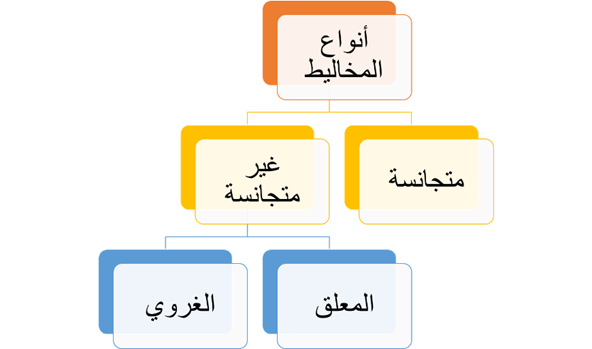 أنواع
المخاليط
متجانسة
غير
متجانسة
المعلق
الغروي